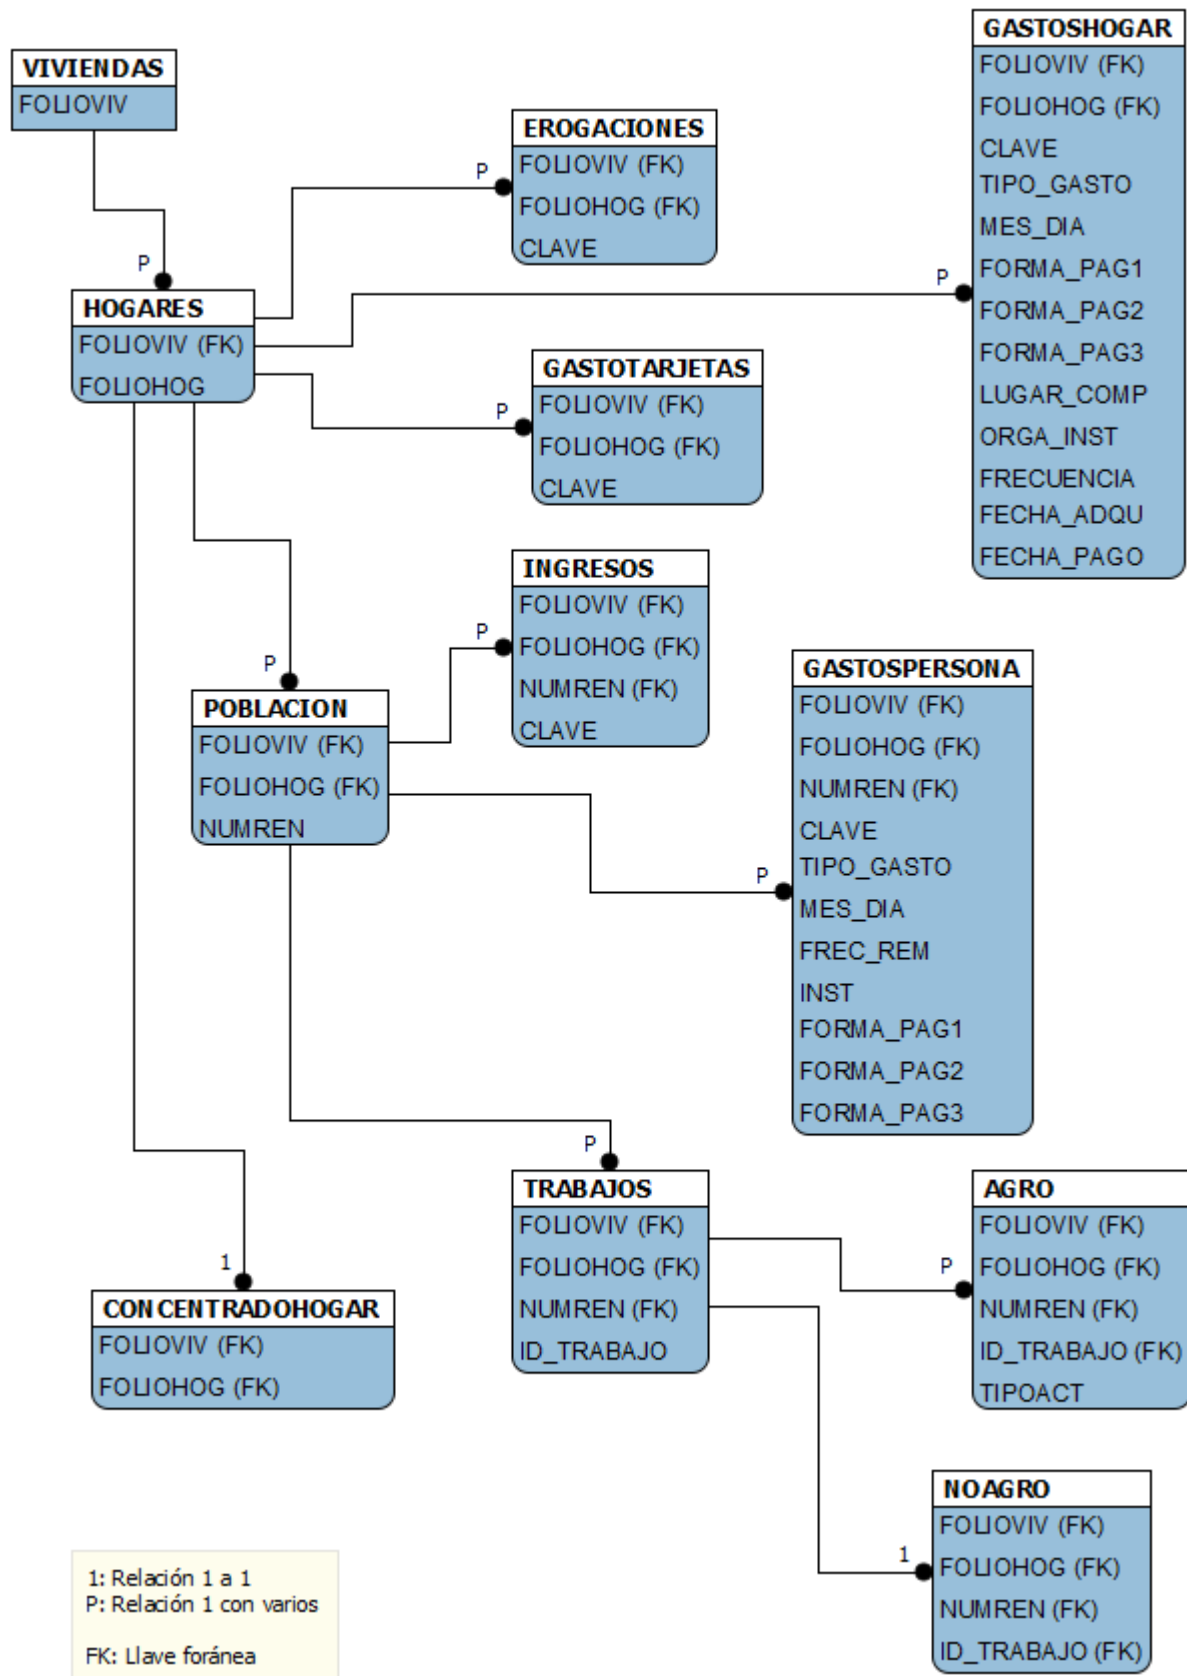 VIVIENDAS
FOLIOVIV
P
HOGARES
FOLIOVIV (FK)
FOLIOHOG
P
EROGACIONES
FOLIOVIV (FK)
FOLIOHOG (FK)
CLAVE
P
GASTOSHOGAR
FOLIOVIV (FK)
FOLIOHOG (FK)
CLAVE
TIPO_GASTO
MES_DIA
FORMA_PAG1
FORMA_PAG2
FORMA_PAG3
LUGAR_COMP
ORGA_INST
FRECUENCIA
FECHA_ADQU
FECHA_PAGO
P
GASTOTARJETAS
FOLIOVIV (FK)
FOLIOHOG (FK)
CLAVE
P
POBLACION
FOLIOVIV (FK)
FOLIOHOG (FK)
NUMREN
P
INGRESOS
FOLIOVIV (FK)
FOLIOHOG (FK)
NUMREN (FK)
CLAVE
P
GASTOSPERSONA
FOLIOVIV (FK)
FOLIOHOG (FK)
NUMREN (FK)
CLAVE
TIPO_GASTO
MES_DIA
FREC_REM
INST
FORMA_PAG1
FORMA_PAG2
FORMA_PAG3
1
CONCENTRADOHOGAR
FOLIOVIV (FK)
FOLIOHOG (FK)
P
TRABAJOS
FOLIOVIV (FK)
FOLIOHOG (FK)
NUMREN (FK)
ID_TRABAJO
P
AGRO
FOLIOVIV (FK)
FOLIOHOG (FK)
NUMREN (FK)
ID_TRABAJO (FK)
TIPOACT
1
NOAGRO
FOLIOVIV (FK)
FOLIOHOG (FK)
NUMREN (FK)
ID_TRABAJO (FK)
1: Relación 1 a 1
P: Relación 1 con varios
FK: Llave foránea